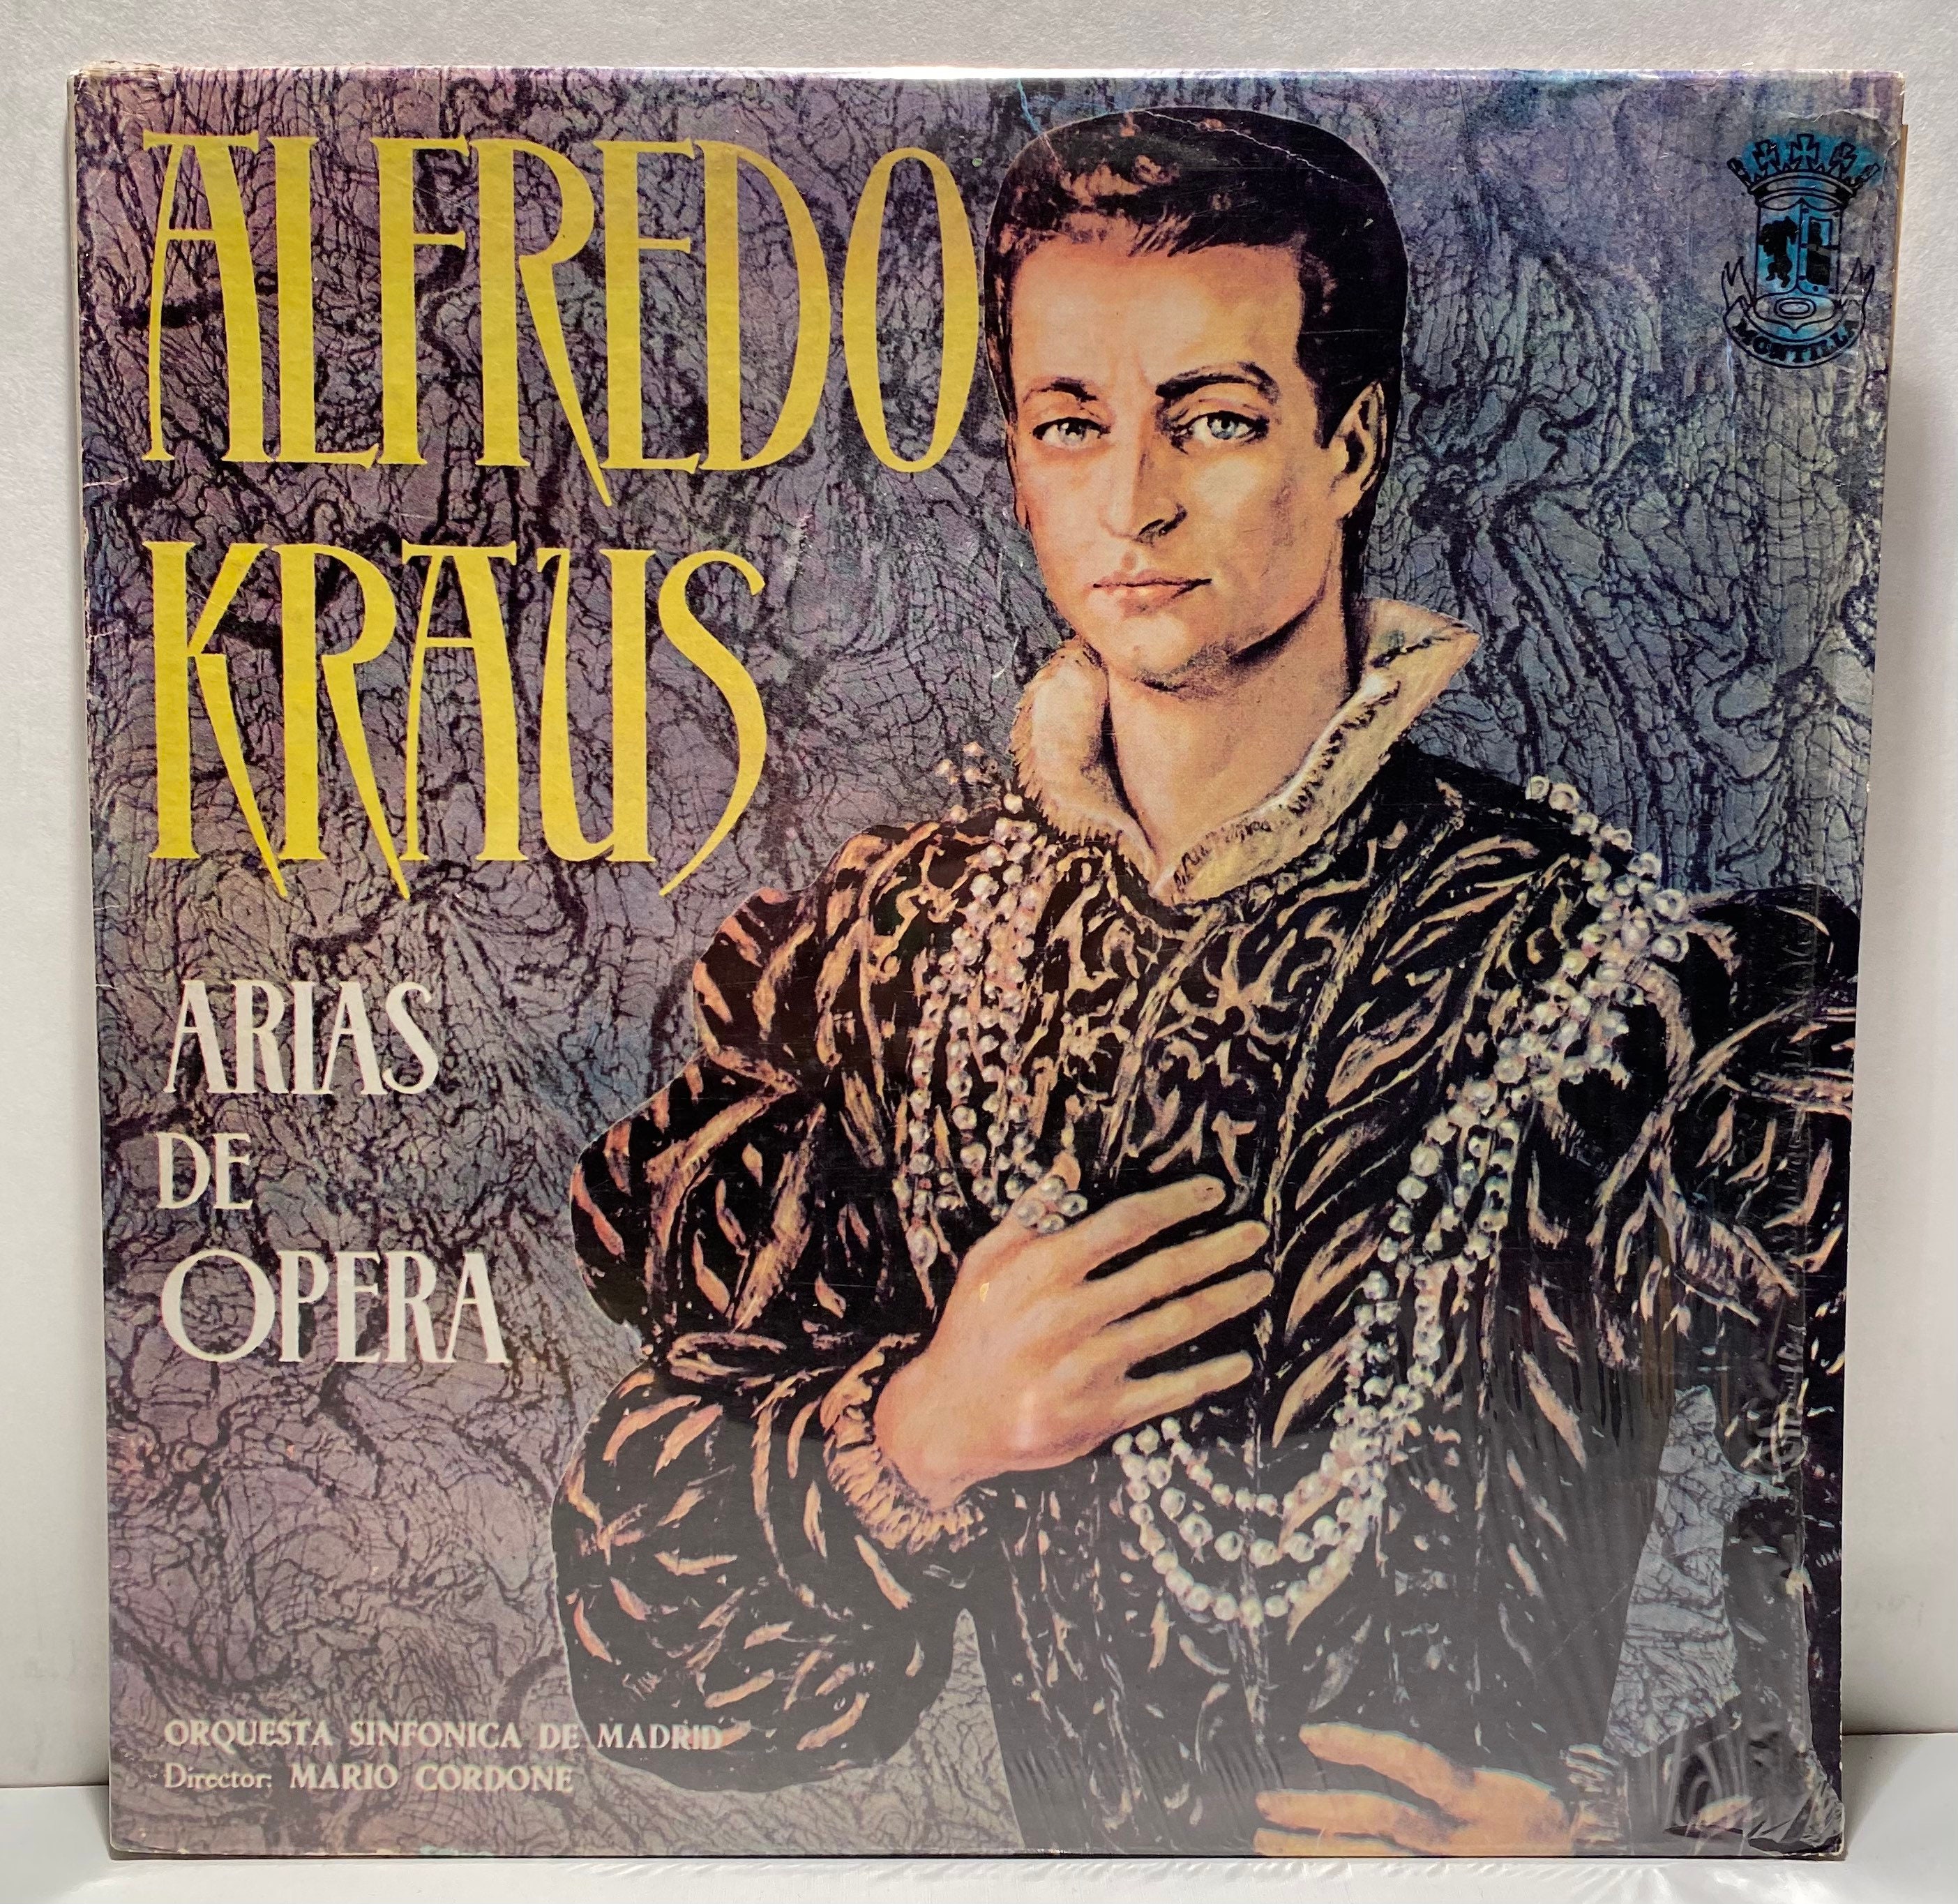 ALFREDO
KRAUS
ARIAS
DE
OPERA
ORQUESTA SINFONICA DE MADRID
Director: MARIO CORDONE
MONTILLA